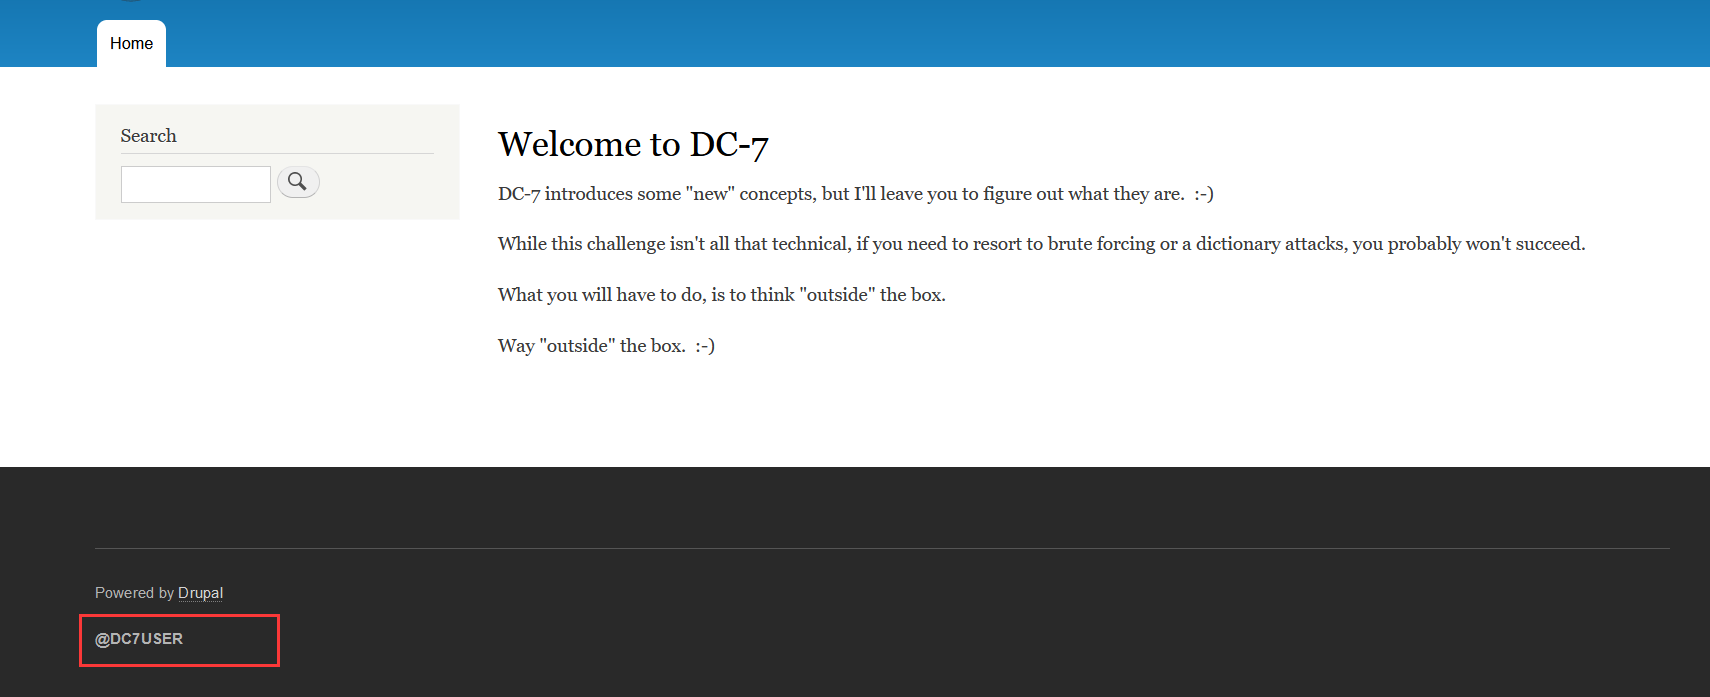 Home
Search
Welcome to DC-7
DC-7 introduces some "new" concepts, but I'll leave you to figure out what they are.  :-)
While this challenge isn't all that technical, if you need to resort to brute forcing or a dictionary attacks, you probably won't succeed.
What you will have to do, is to think "outside" the box.
Way "outside" the box.  :-)
Powered by Drupal
@DC7USER